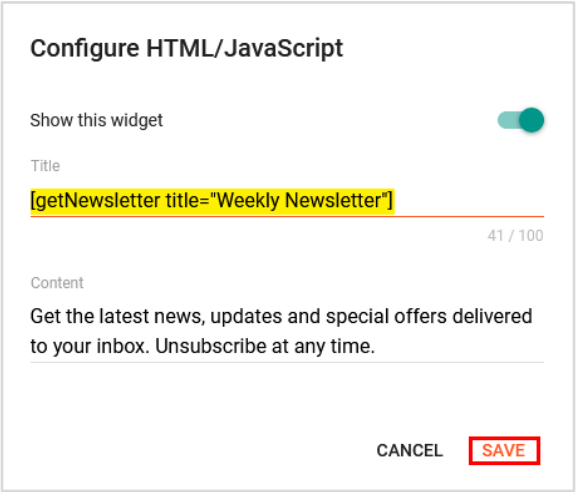 Configure HTML/JavaScript
Show this widget
Title
[getNewsletter title="Weekly Newsletter"]
41 / 100
Content
Get the latest news, updates and special offers delivered
to your inbox. Unsubscribe at any time.
CANCEL SAVE